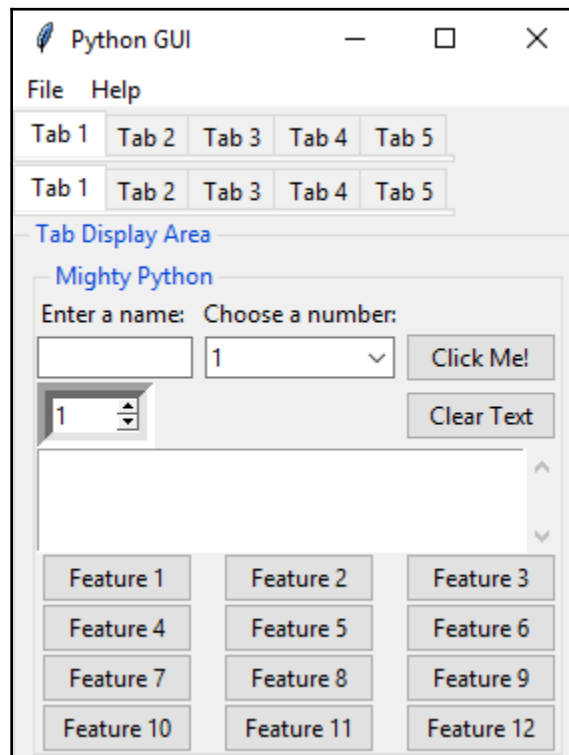 Python GUI
File Help
Tab 1 Tab 2 Tab 3 Tab 4 Tab 5
Tab 1 Tab 2 Tab 3 Tab 4 Tab 5
Tab Display Area
Mighty Python
Enter a name: Choose a number:
1 Click Me!
1 Clear Text
Feature 1 Feature 2 Feature 3
Feature 4 Feature 5 Feature 6
Feature 7 Feature 8 Feature 9
Feature 10 Feature 11 Feature 12